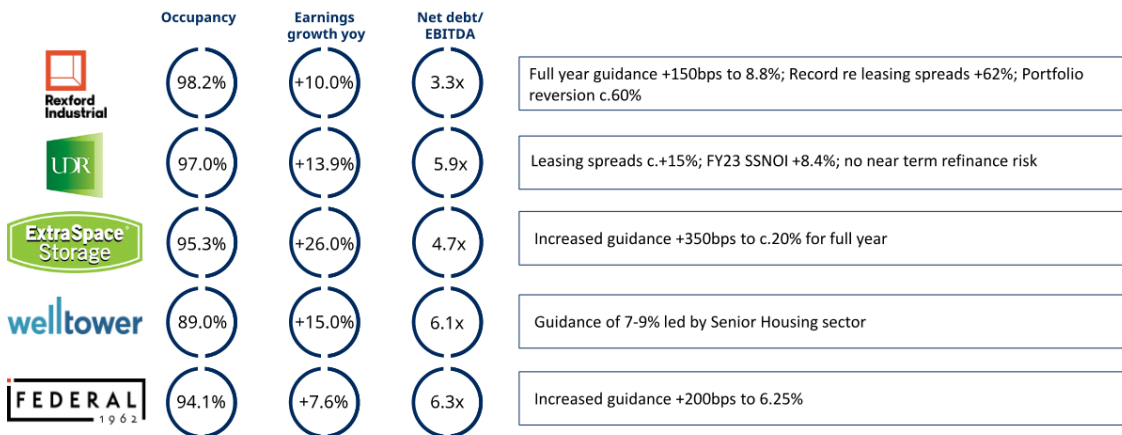 Occupancy
Earnings
growth yoy
Net debt/
EBITDA
Rexford
Industrial
98.2%
+10.0%
3.3x
Full year guidance +150bps to 8.8%; Record re leasing spreads +62%; Portfolio
reversion c.60%
UDR
97.0%
+13.9%
5.9x
Leasing spreads c.+15%; FY23 SSNOI +8.4%; no near term refinance risk
ExtraSpace®
Storage
95.3%
+26.0%
4.7x
Increased guidance +350bps to c.20% for full year
welltower
89.0%
+15.0%
6.1x
Guidance of 7-9% led by Senior Housing sector
FEDERAL
1962
94.1%
+7.6%
6.3x
Increased guidance +200bps to 6.25%